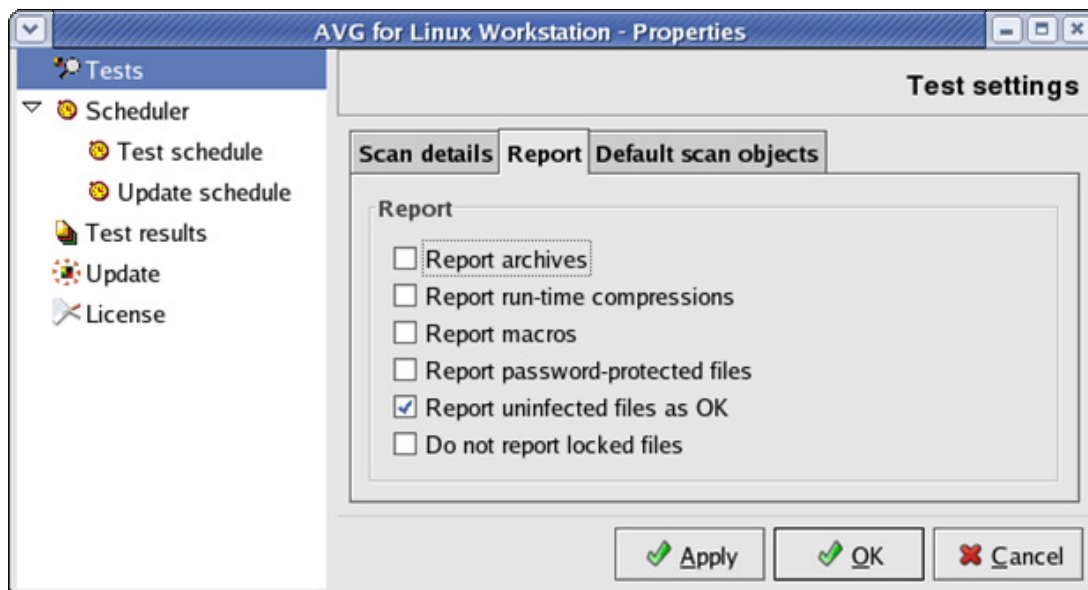 AVG for Linux Workstation - Properties
Tests
Scheduler
Test schedule
Update schedule
Test results
Update
License
Test settings
Scan details
Report
Default scan objects
Report
Report archives
Report run-time compressions
Report macros
Report password-protected files
Report uninfected files as OK
Do not report locked files
Apply
OK
Cancel